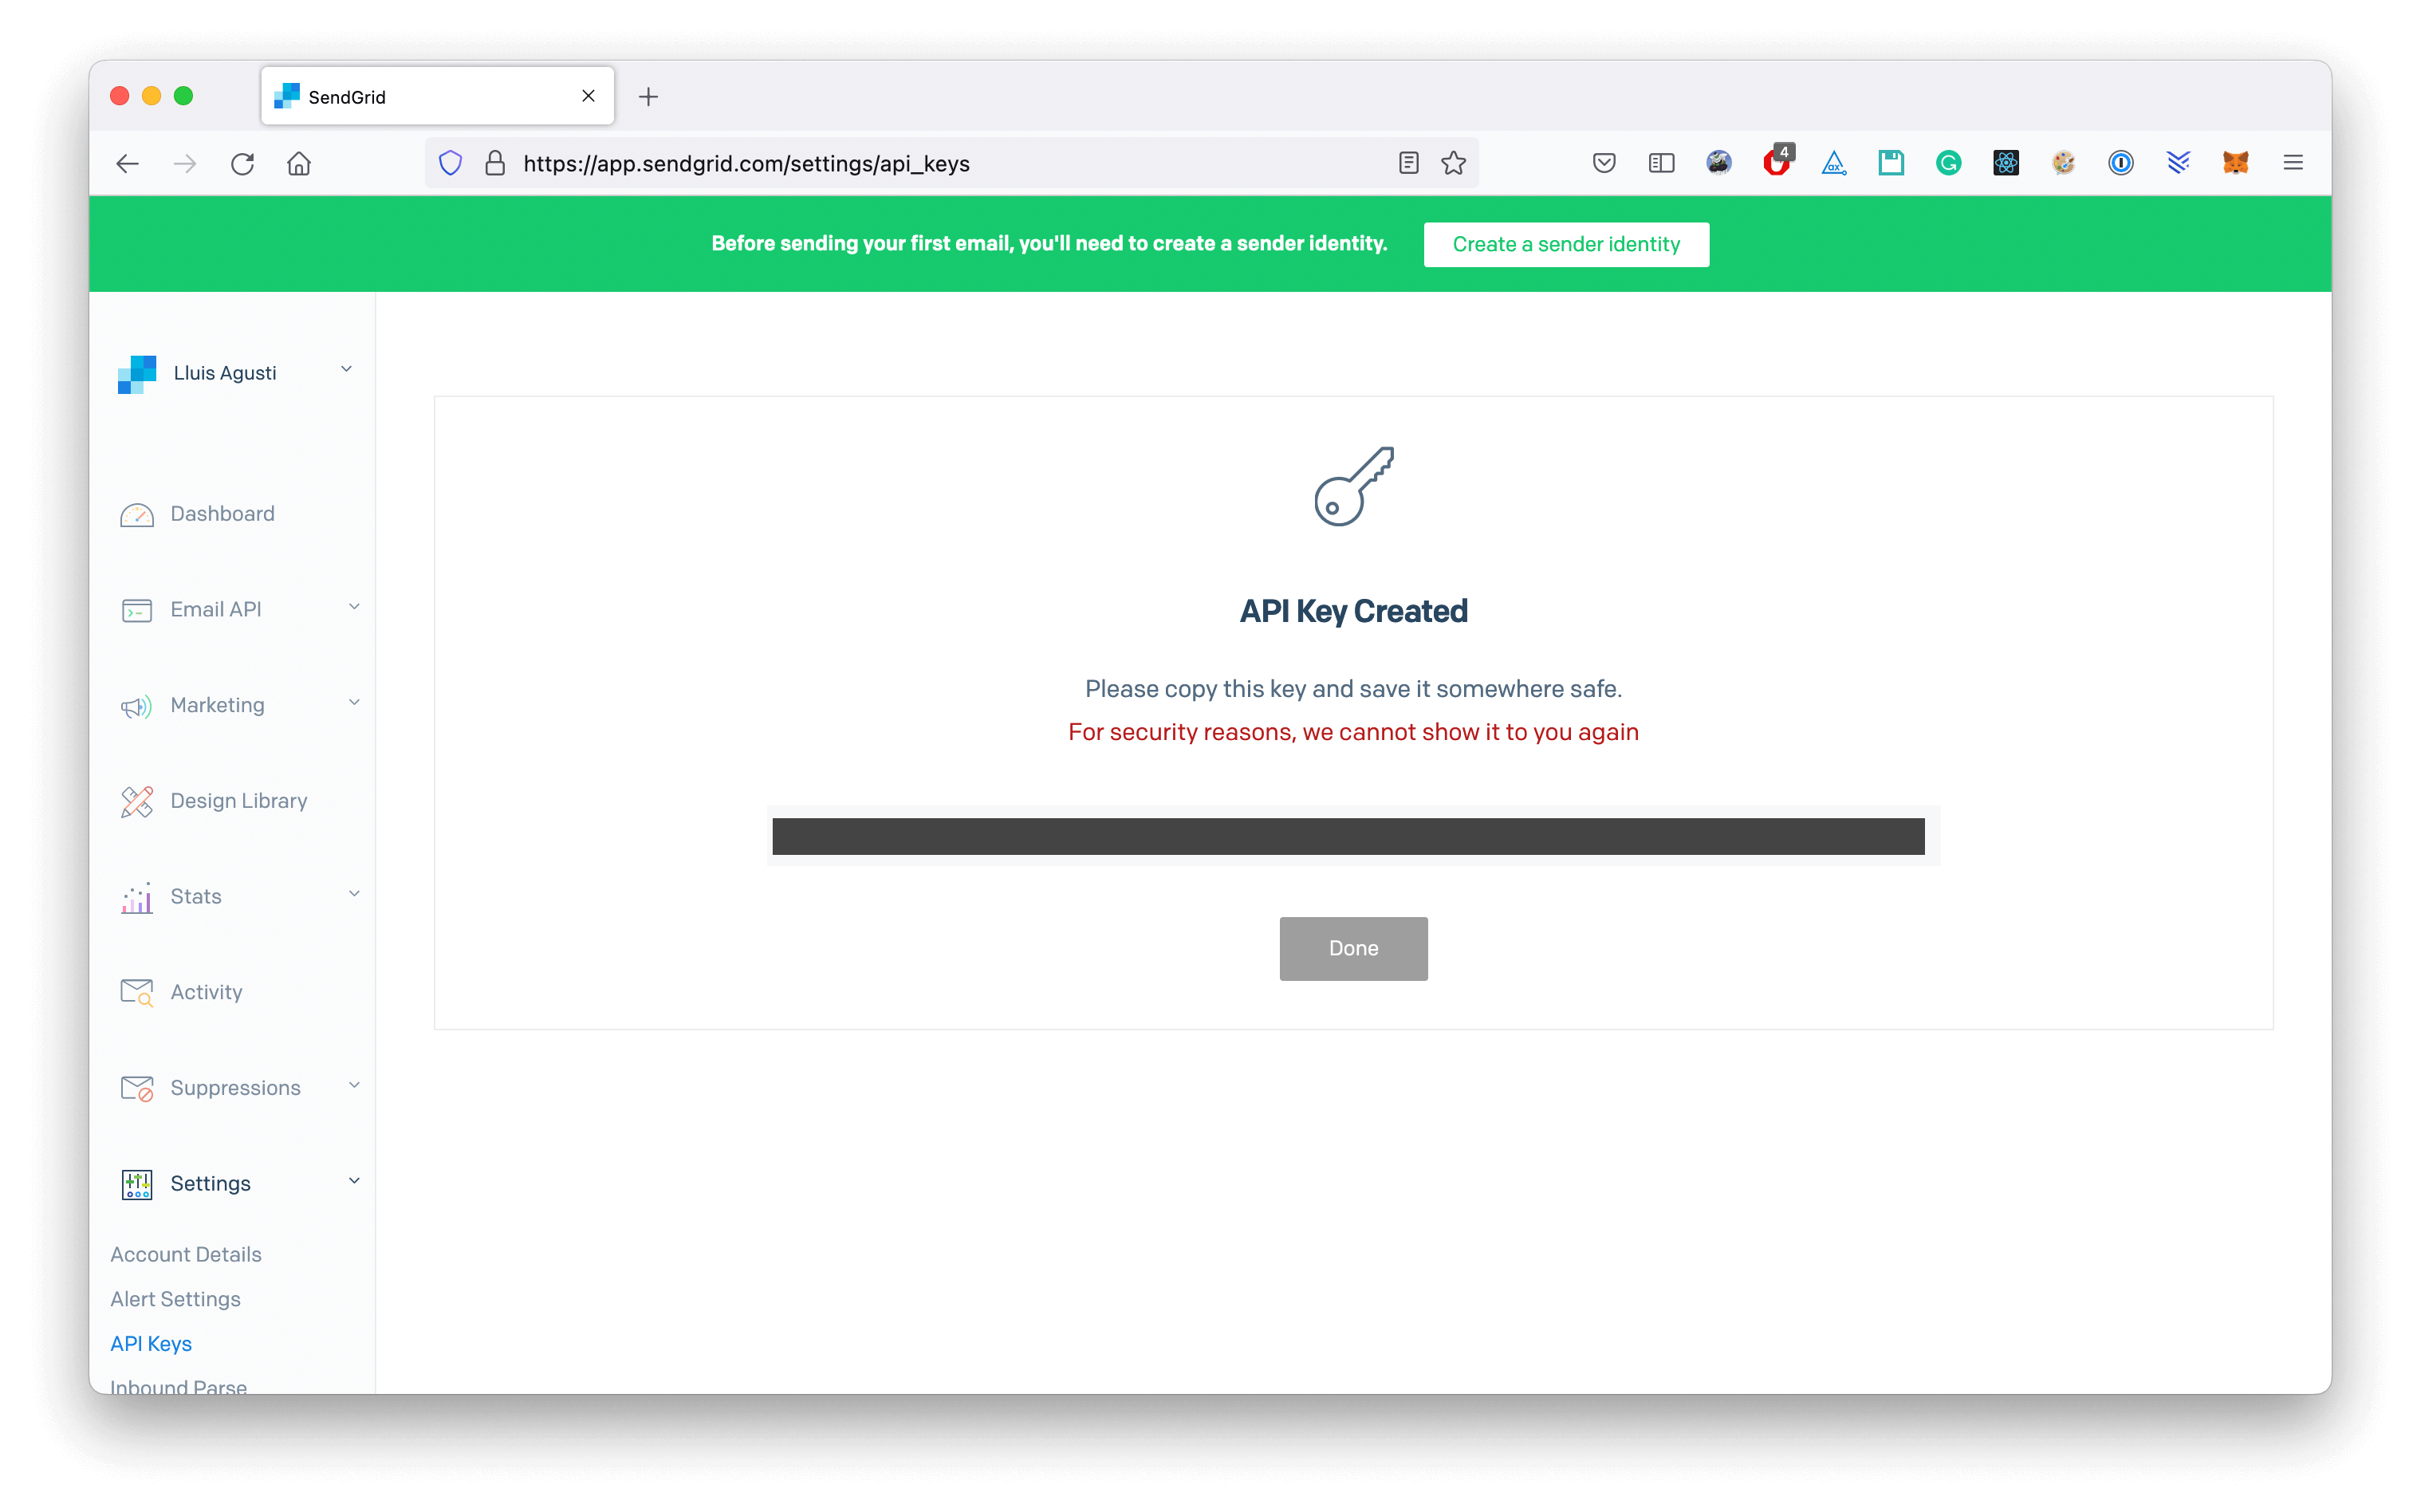 SendGrid
https://app.sendgrid.com/settings/api_keys
4
Before sending your first email, you'll need to create a sender identity.
Create a sender identity
Lluis Agusti
Dashboard
Email API
Marketing
Design Library
Stats
Activity
Suppressions
Settings
Account Details
Alert Settings
API Keys
Inbound Parse
API Key Created
Please copy this key and save it somewhere safe.
For security reasons, we cannot show it to you again
Done